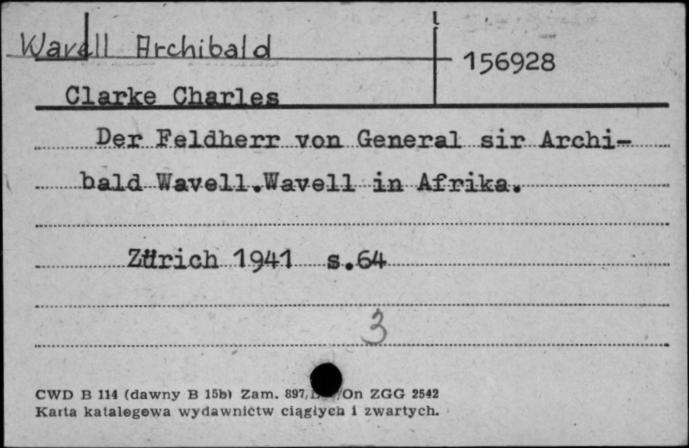 Wavell Archibald
156928
Clarke Charles
Der Feldherr von General sir Archi-
bald Wavell.Wavell in Afrika.
Zürich 1941 s.64
3
CWD B 114 (dawny B 15b) Zam. 897, /On ZGG 2542
Karta katalogowa wydawnictw ciągłych i zwartych.